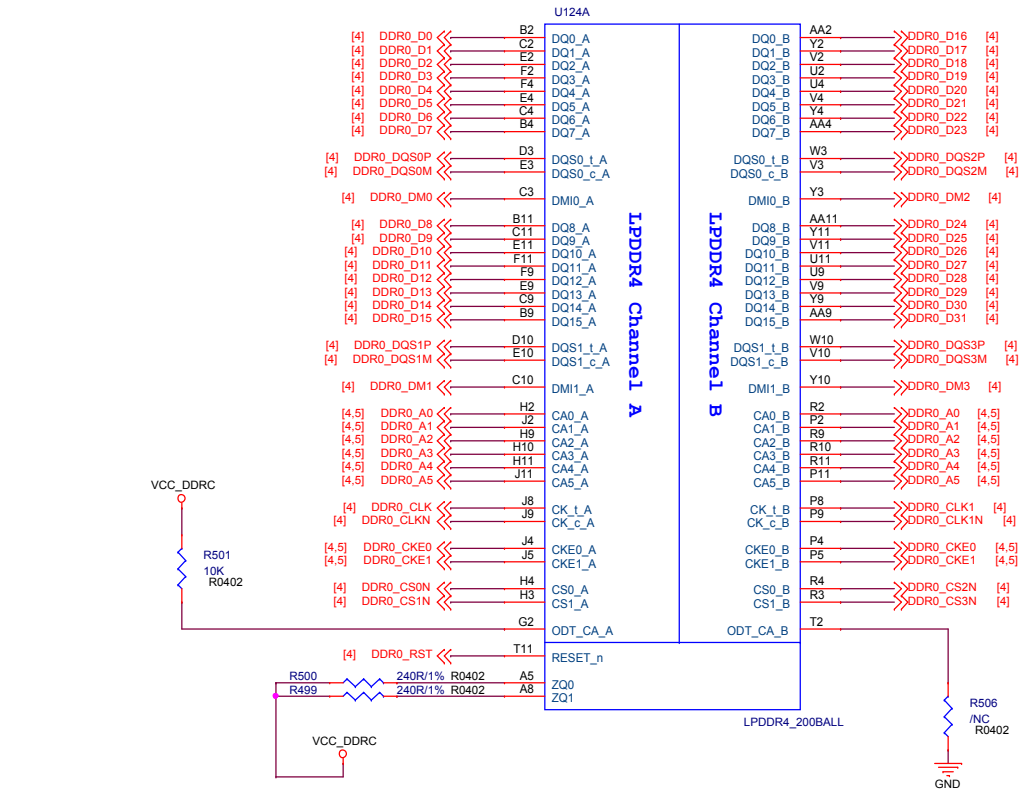 U124A
[4] DDR0_D0 B2 DQ0_A DQ0_B AA2 DDR0_D16 [4]
[4] DDR0_D1 C2 DQ1_A DQ1_B Y2 DDR0_D17 [4]
[4] DDR0_D2 E2 DQ2_A DQ2_B V2 DDR0_D18 [4]
[4] DDR0_D3 F2 DQ3_A DQ3_B U2 DDR0_D19 [4]
[4] DDR0_D4 F4 DQ4_A DQ4_B U4 DDR0_D20 [4]
[4] DDR0_D5 E4 DQ5_A DQ5_B V4 DDR0_D21 [4]
[4] DDR0_D6 C4 DQ6_A DQ6_B Y4 DDR0_D22 [4]
[4] DDR0_D7 B4 DQ7_A DQ7_B AA4 DDR0_D23 [4]
[4] DDR0_DQS0P D3 DQS0_t_A DQS0_t_B W3 DDR0_DQS2P [4]
[4] DDR0_DQS0M E3 DQS0_c_A DQS0_c_B V3 DDR0_DQS2M [4]
[4] DDR0_DM0 C3 DMI0_A DMI0_B Y3 DDR0_DM2 [4]
[4] DDR0_D8 B11 DQ8_A DQ8_B AA11 DDR0_D24 [4]
[4] DDR0_D9 C11 DQ9_A DQ9_B Y11 DDR0_D25 [4]
[4] DDR0_D10 E11 DQ10_A DQ10_B V11 DDR0_D26 [4]
[4] DDR0_D11 F11 DQ11_A DQ11_B U11 DDR0_D27 [4]
[4] DDR0_D12 F9 DQ12_A DQ12_B U9 DDR0_D28 [4]
[4] DDR0_D13 E9 DQ13_A DQ13_B V9 DDR0_D29 [4]
[4] DDR0_D14 C9 DQ14_A DQ14_B Y9 DDR0_D30 [4]
[4] DDR0_D15 B9 DQ15_A DQ15_B AA9 DDR0_D31 [4]
LPDDR4 Channel A
LPDDR4 Channel B
[4] DDR0_DQS1P D10 DQS1_t_A DQS1_t_B W10 DDR0_DQS3P [4]
[4] DDR0_DQS1M E10 DQS1_c_A DQS1_c_B V10 DDR0_DQS3M [4]
[4] DDR0_DM1 C10 DMI1_A DMI1_B Y10 DDR0_DM3 [4]
[4,5] DDR0_A0 H2 CA0_A CA0_B R2 DDR0_A0 [4,5]
[4,5] DDR0_A1 J2 CA1_A CA1_B P2 DDR0_A1 [4,5]
[4,5] DDR0_A2 H9 CA2_A CA2_B R9 DDR0_A2 [4,5]
[4,5] DDR0_A3 H10 CA3_A CA3_B R10 DDR0_A3 [4,5]
[4,5] DDR0_A4 H11 CA4_A CA4_B R11 DDR0_A4 [4,5]
[4,5] DDR0_A5 J11 CA5_A CA5_B P11 DDR0_A5 [4,5]
VCC_DDRC
[4] DDR0_CLK J8 CK_t_A CK_t_B P8 DDR0_CLK1 [4]
[4] DDR0_CLKN J9 CK_c_A CK_c_B P9 DDR0_CLK1N [4]
[4,5] DDR0_CKE0 J4 CKE0_A CKE0_B P4 DDR0_CKE0 [4,5]
[4,5] DDR0_CKE1 J5 CKE1_A CKE1_B P5 DDR0_CKE1 [4,5]
R501
10K
R0402
[4] DDR0_CS0N H4 CS0_A CS0_B R4 DDR0_CS2N [4]
[4] DDR0_CS1N H3 CS1_A CS1_B R3 DDR0_CS3N [4]
G2 ODT_CA_A ODT_CA_B T2
[4] DDR0_RST T11 RESET_n
R500 240R/1% R0402 A5 ZQ0
R499 240R/1% R0402 A8 ZQ1
LPDDR4_200BALL
R506
/NC
R0402
VCC_DDRC
GND